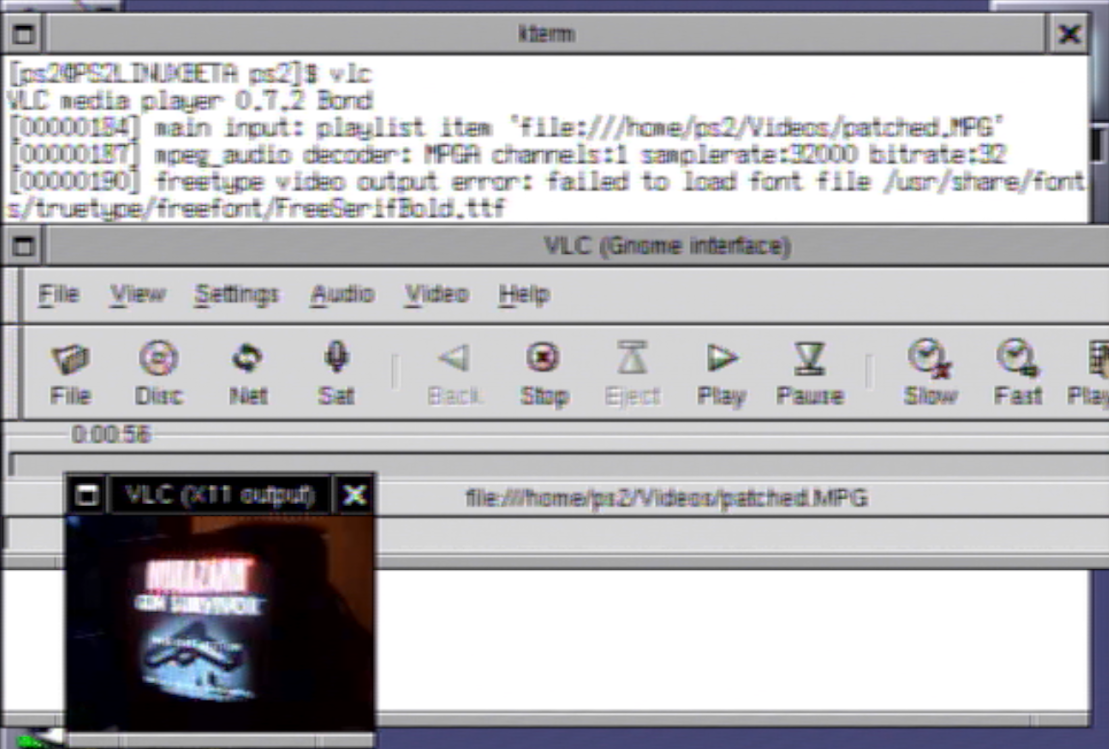 kterm
[ps2@PS2LINUXBETA ps2]$ vlc
VLC media player 0.7.2 Bond
[00000184] main input: playlist item `file:///home/ps2/Videos/patched.MPG'
[00000187] mpeg_audio decoder: MPGA channels:1 samplerate:32000 bitrate:32
[00000190] freetype video output error: failed to load font file /usr/share/font
s/truetype/freefont/FreeSerifBold.ttf
VLC (Gnome interface)
File View Settings Audio Video Help
File Disc Net Sat Back Stop Eject Play Pause Slow Fast Play
0:00:56
VLC (X11 output)
file:///home/ps2/Videos/patched.MPG
GUN SURVIVOR